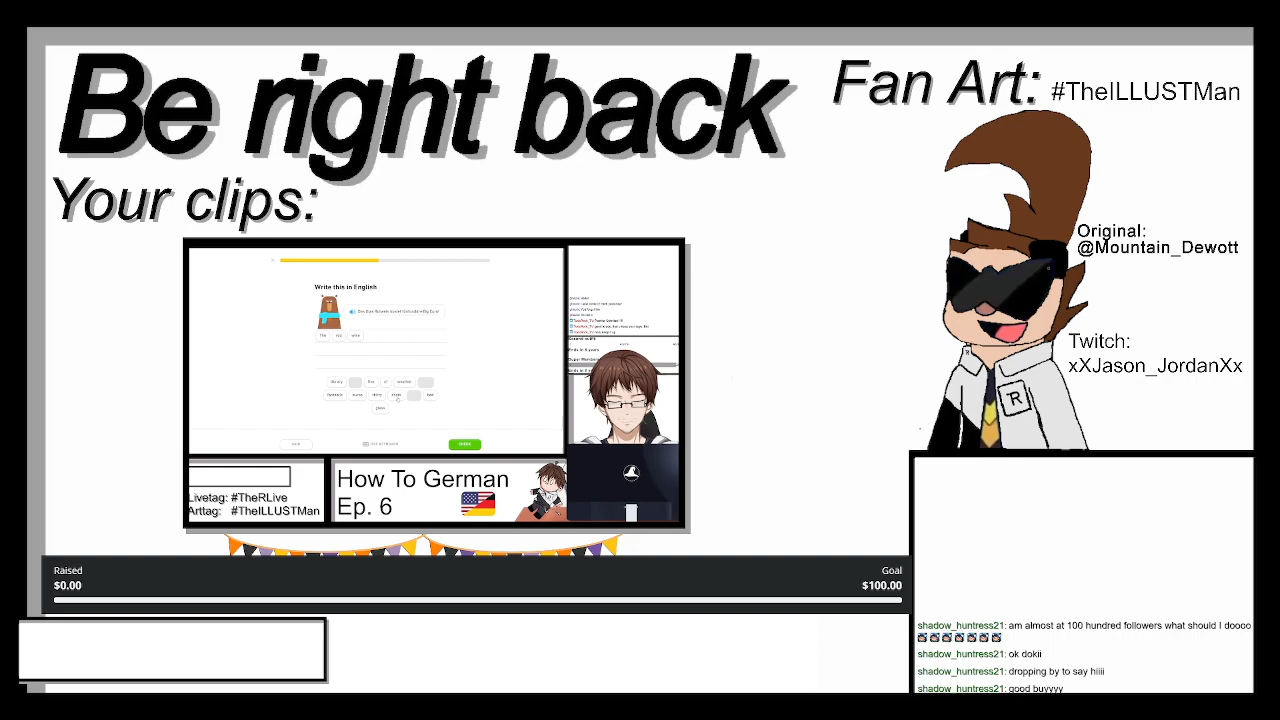 Be right back
Fan Art: #TheILLUSTMan
Your clips:
Original:
@Mountain_Dewott
Twitch:
xXJason_JordanXx
R
Write this in English
How To German
Ep. 6
Livetag: #TheRLive
Arttag: #TheILLUSTMan
Raised
$0.00
Goal
$100.00
shadow_huntress21: am almost at 100 hundred followers what should I doooo
shadow_huntress21: ok dokii
shadow_huntress21: dropping by to say hiiii
shadow_huntress21: good buyyyy